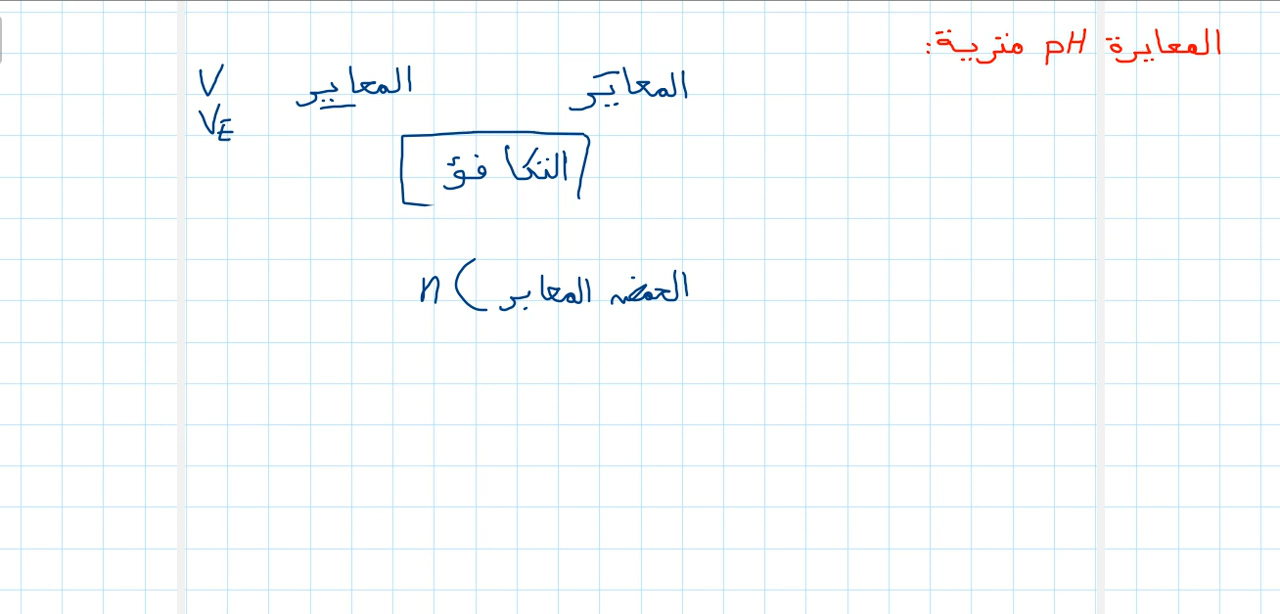 المعايرة pH مترية:
المعايَر المعايِر V
VE
التكافؤ
n (الحمض المعاير